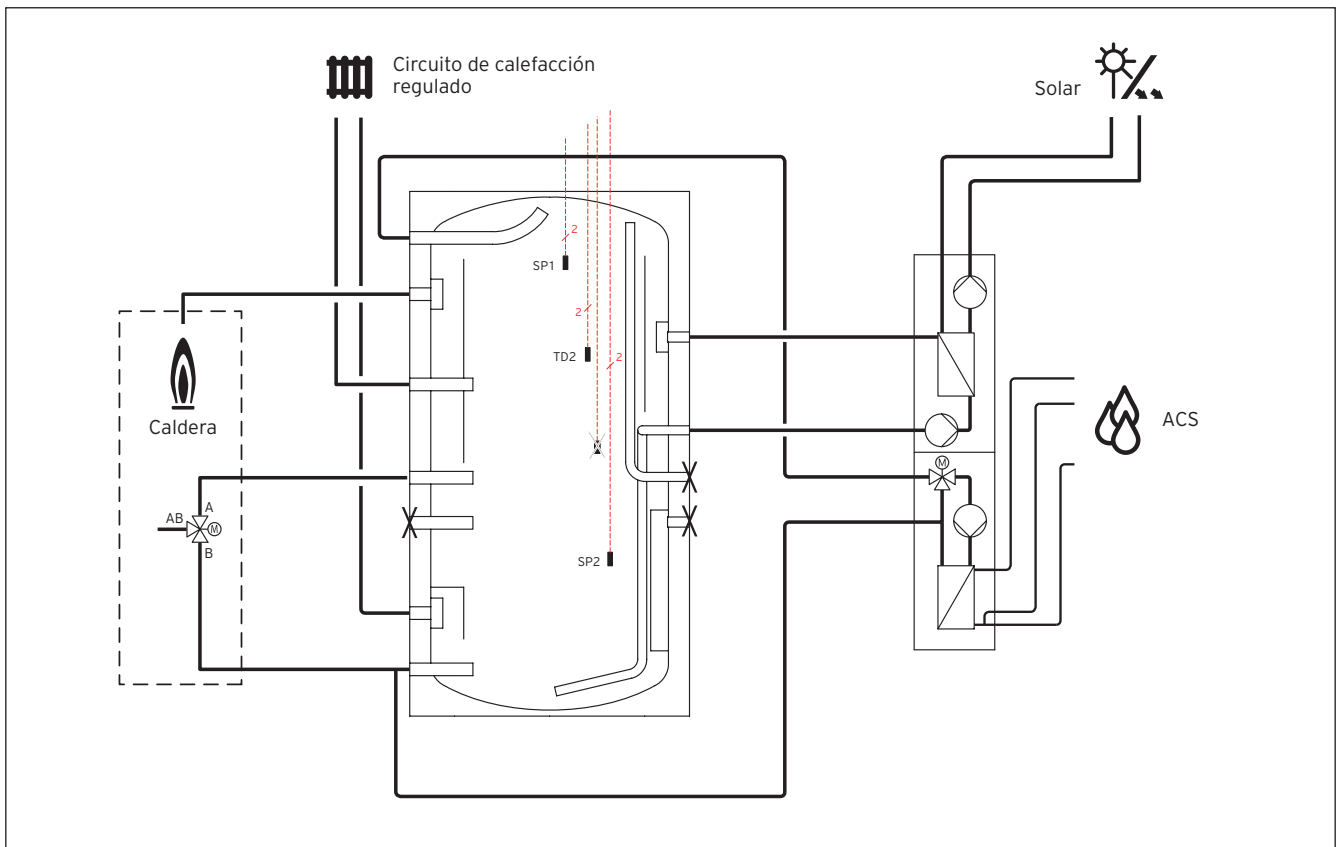 Circuito de calefacción
regulado
Solar
2
SP1
2
TD2
2
Caldera
ACS
M
A
AB
M
B
SP2